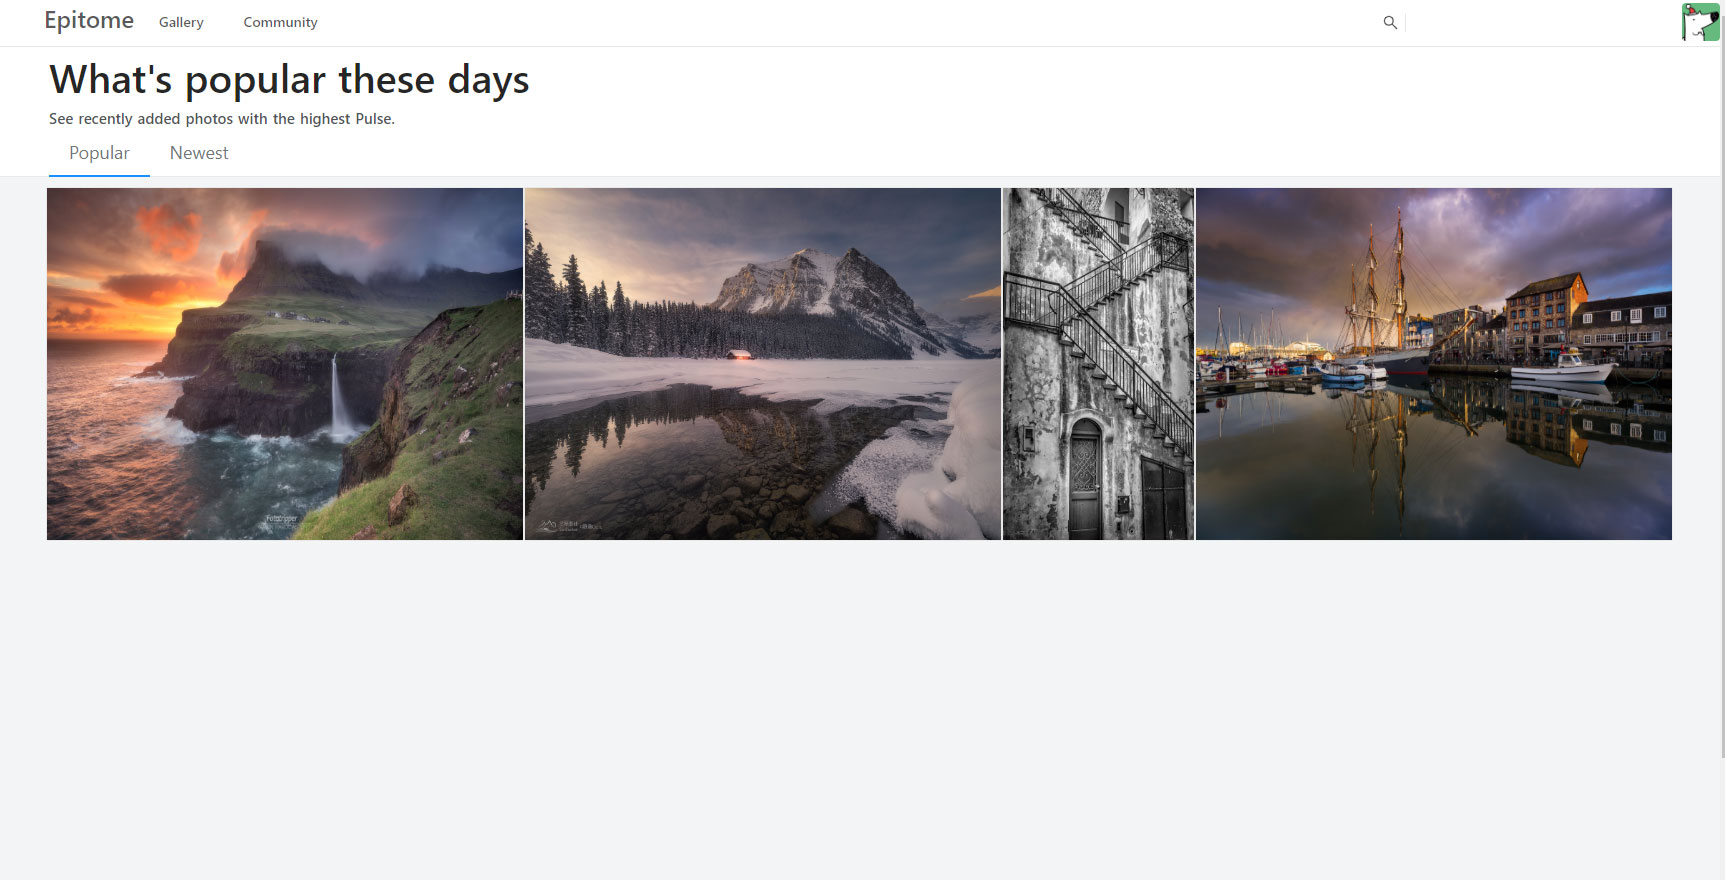 Epitome
Gallery
Community
What's popular these days
See recently added photos with the highest Pulse.
Popular
Newest